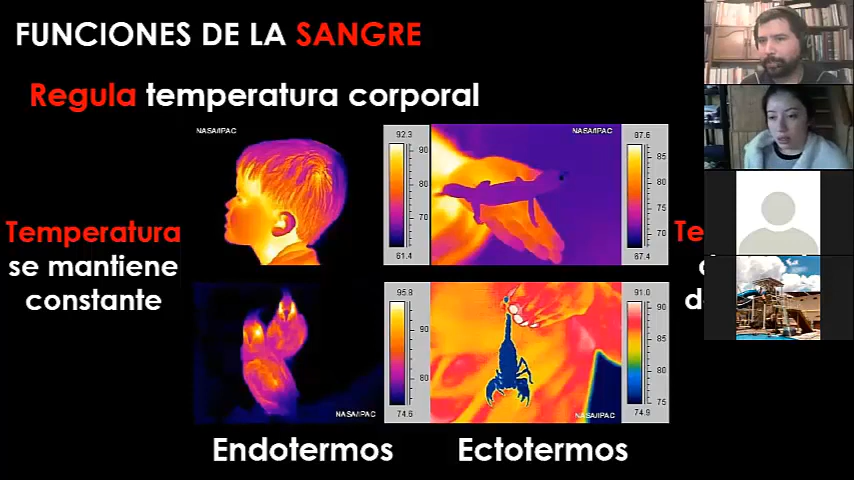 FUNCIONES DE LA SANGRE
Regula temperatura corporal
NASA/IPAC
92.3
90
80
70
61.4
NASA/IPAC
87.6
85
80
75
70
67.4
Temperatura
se mantiene
constante
Te
d
NASA/IPAC
95.8
90
80
74.6
NASA/IPAC
91.0
90
85
80
75
74.9
Endotermos
Ectotermos